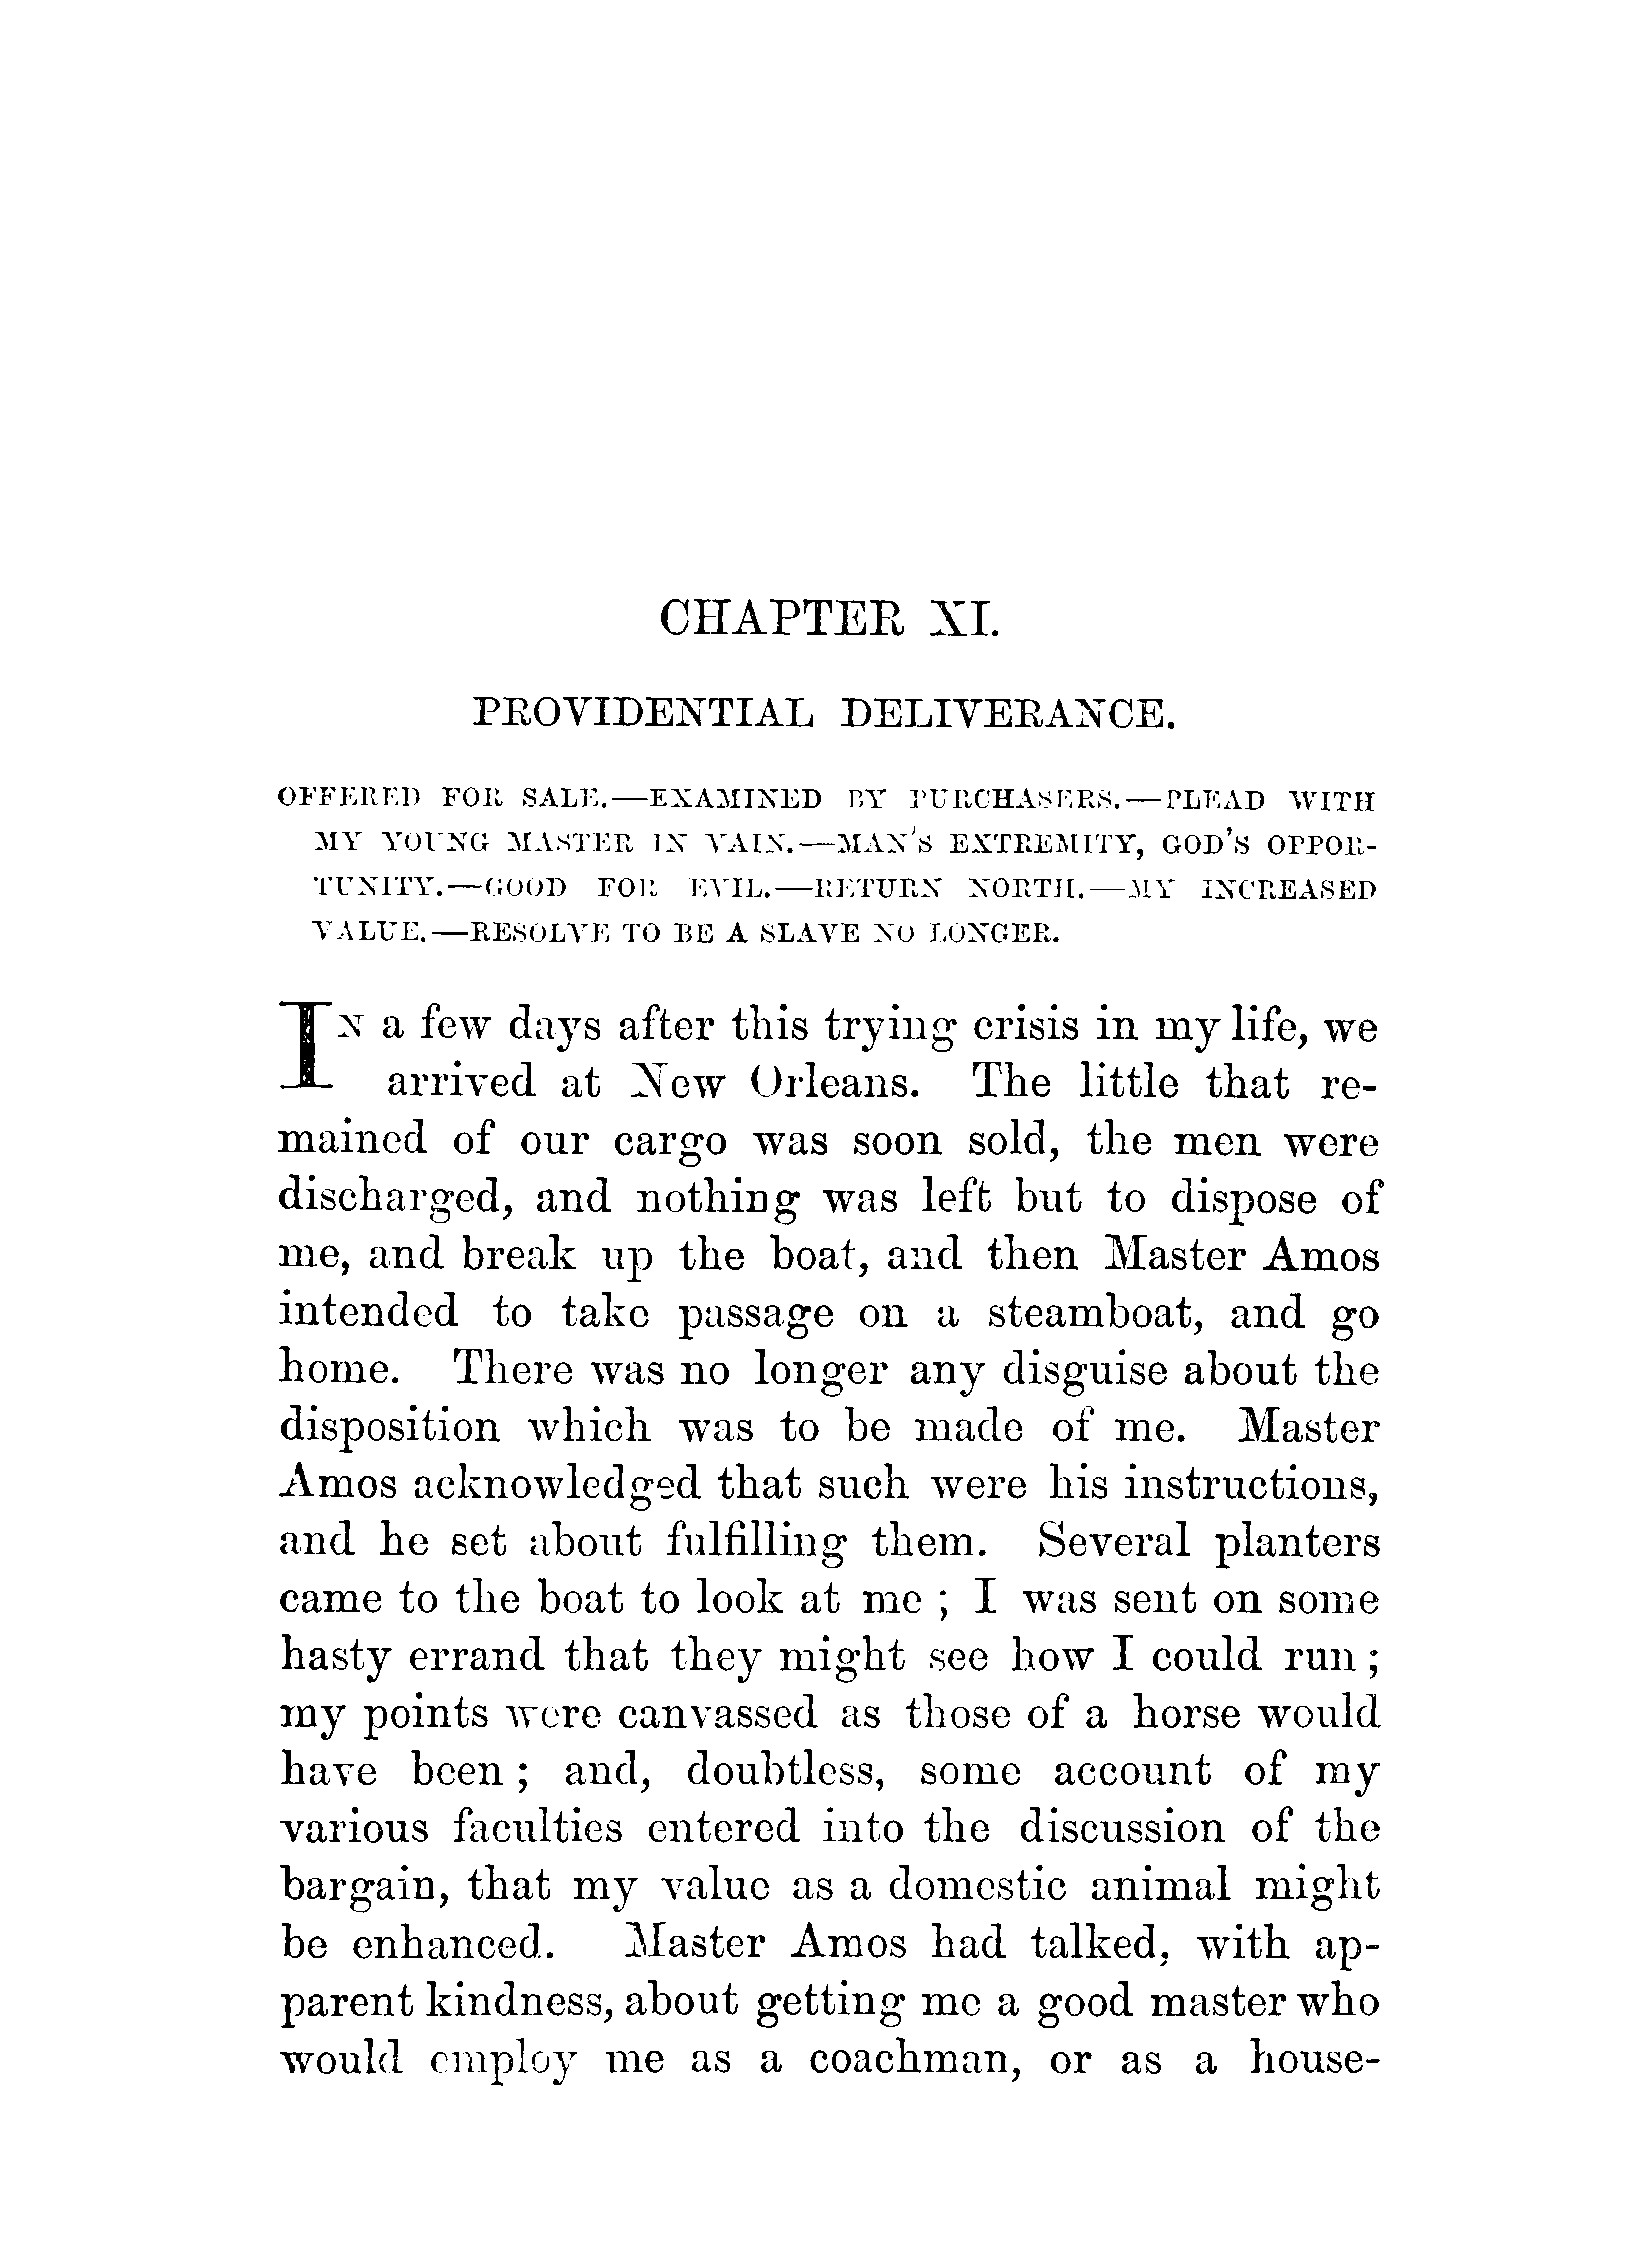 CHAPTER XI.
PROVIDENTIAL DELIVERANCE.
OFFERED FOR SALE.—EXAMINED BY PURCHASERS.—PLEAD WITH
MY YOUNG MASTER IN VAIN.—MAN'S EXTREMITY, GOD'S OPPOR-
TUNITY.—GOOD FOR EVIL.—RETURN NORTH.—MY INCREASED
VALUE.—RESOLVE TO BE A SLAVE NO LONGER.
IN a few days after this trying crisis in my life, we
arrived at New Orleans. The little that re-
mained of our cargo was soon sold, the men were
discharged, and nothing was left but to dispose of
me, and break up the boat, and then Master Amos
intended to take passage on a steamboat, and go
home. There was no longer any disguise about the
disposition which was to be made of me. Master
Amos acknowledged that such were his instructions,
and he set about fulfilling them. Several planters
came to the boat to look at me ; I was sent on some
hasty errand that they might see how I could run ;
my points were canvassed as those of a horse would
have been ; and, doubtless, some account of my
various faculties entered into the discussion of the
bargain, that my value as a domestic animal might
be enhanced. Master Amos had talked, with ap-
parent kindness, about getting me a good master who
would employ me as a coachman, or as a house-